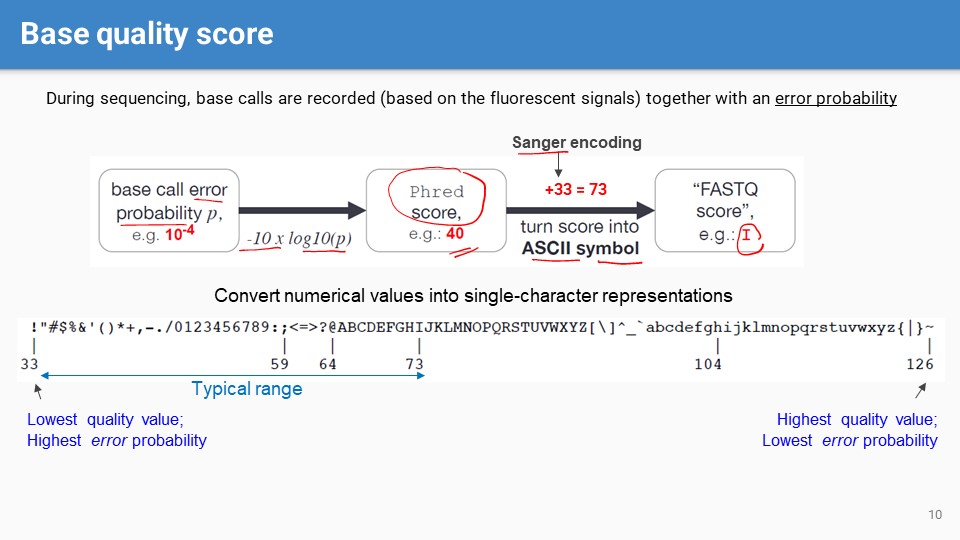 Base quality score
During sequencing, base calls are recorded (based on the fluorescent signals) together with an error probability
Sanger encoding
base call error
probability p,
e.g. 10-4
-10 x log10(p)
Phred
score,
e.g.: 40
+33 = 73
turn score into
ASCII symbol
“FASTQ
score”,
e.g.: I
Convert numerical values into single-character representations
!"#$%&'()*+,-./0123456789:;<=>?@ABCDEFGHIJKLMNOPQRSTUVWXYZ[\]^_`abcdefghijklmnopqrstuvwxyz{|}~
33 59 64 73 104 126
Typical range
Lowest quality value;
Highest error probability
Highest quality value;
Lowest error probability
10